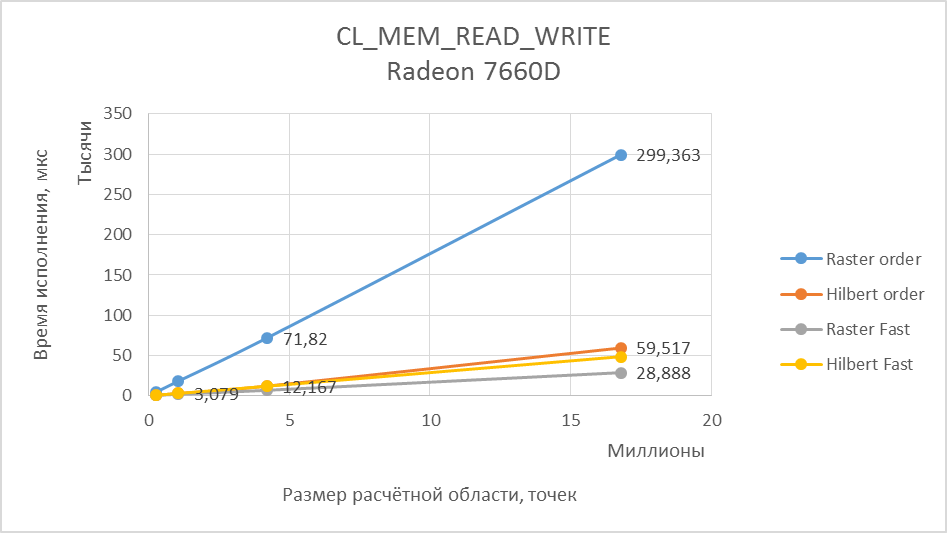 CL_MEM_READ_WRITE
Radeon 7660D
Время исполнения, мкс
Тысячи
350
300
250
200
150
100
50
0
299,363
71,82
59,517
28,888
12,167
3,079
0
5
10
15
20
Миллионы
Размер расчётной области, точек
Raster order
Hilbert order
Raster Fast
Hilbert Fast